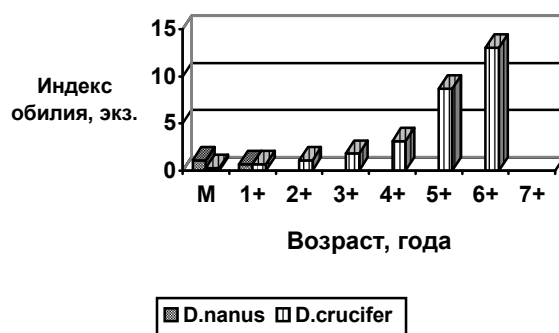 15
Индекс
обилия, экз.
10
5
0
М 1+ 2+ 3+ 4+ 5+ 6+ 7+
Возраст, года
D.nanus D.crucifer